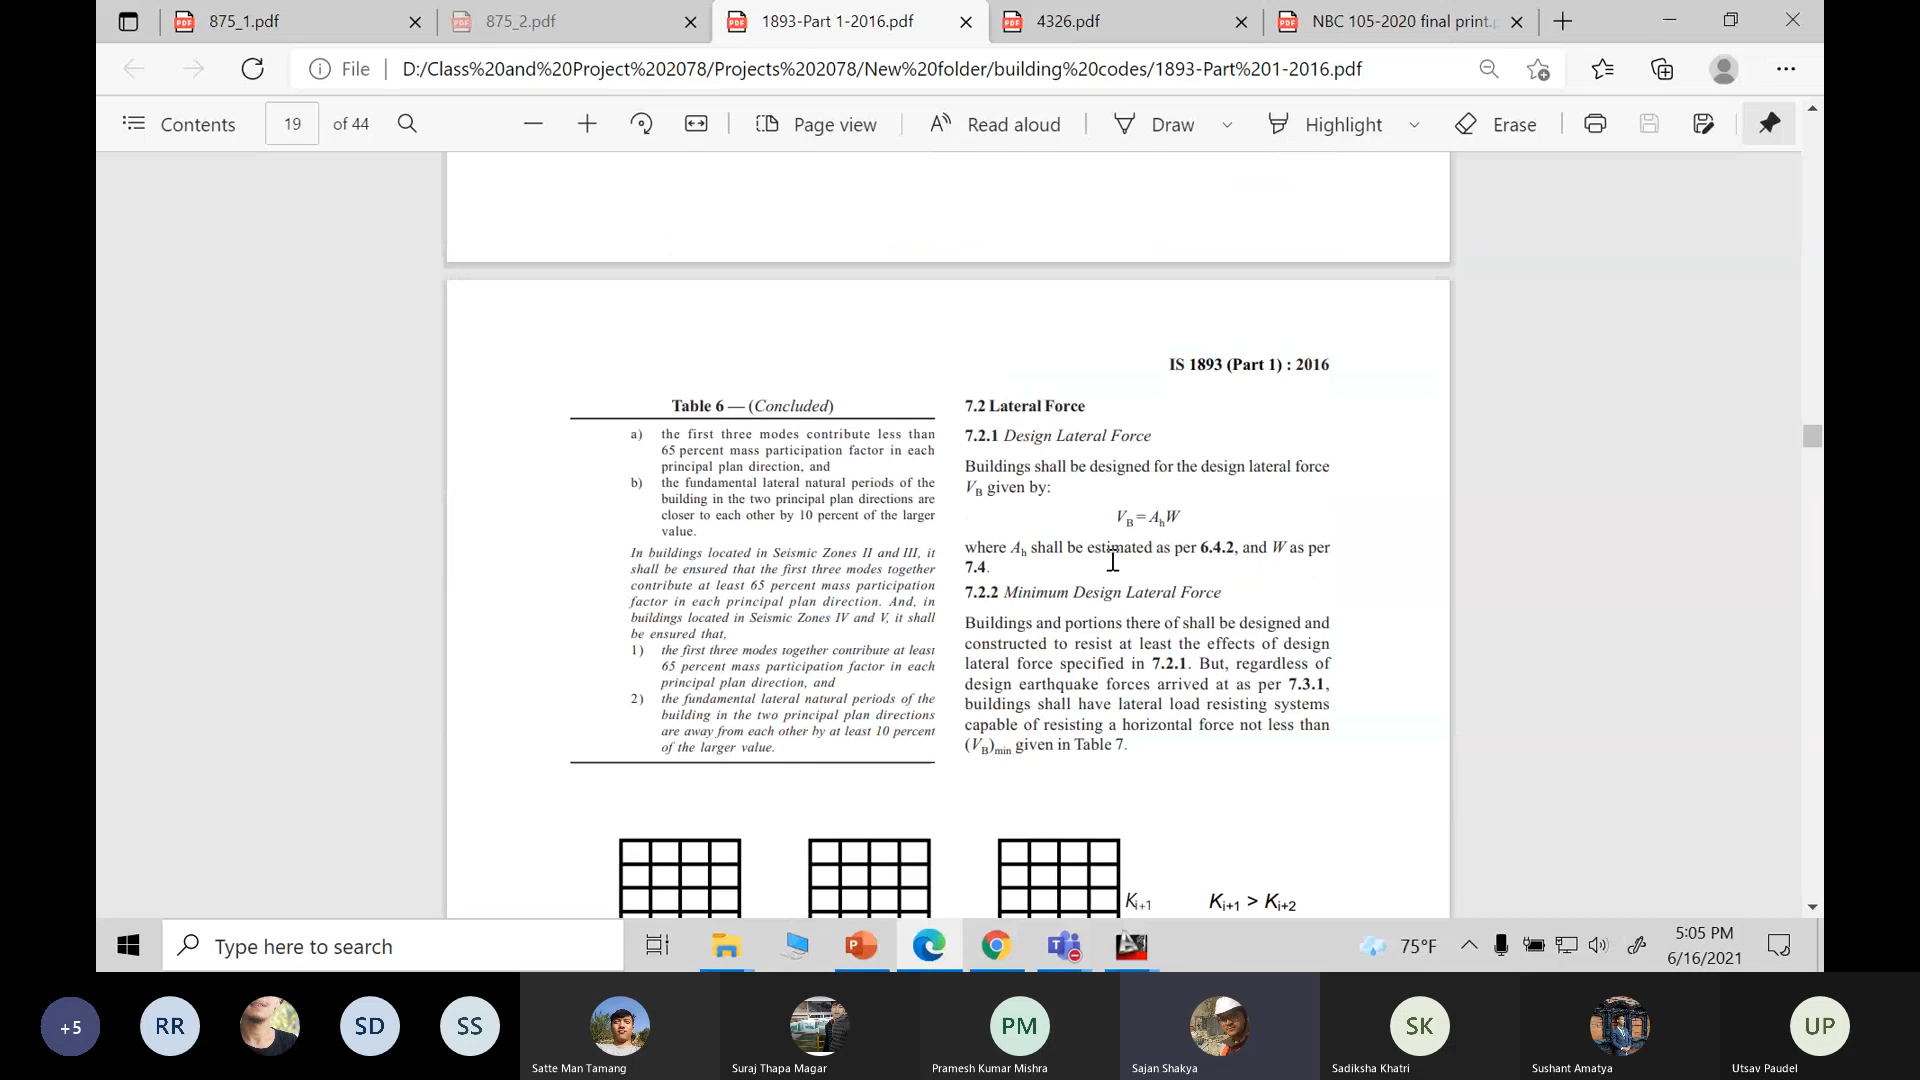 875_1.pdf
875_2.pdf
1893-Part 1-2016.pdf
4326.pdf
NBC 105-2020 final print.p
File
D:/Class%20and%20Project%202078/Projects%202078/New%20folder/building%20codes/1893-Part%201-2016.pdf
Contents
19
of 44
Page view
Read aloud
Draw
Highlight
Erase
IS 1893 (Part 1) : 2016
Table 6 — (Concluded)
a) the first three modes contribute less than
65 percent mass participation factor in each
principal plan direction, and
b) the fundamental lateral natural periods of the
building in the two principal plan directions are
closer to each other by 10 percent of the larger
value.
In buildings located in Seismic Zones II and III, it
shall be ensured that the first three modes together
contribute at least 65 percent mass participation
factor in each principal plan direction. And, in
buildings located in Seismic Zones IV and V, it shall
be ensured that,
1) the first three modes together contribute at least
65 percent mass participation factor in each
principal plan direction, and
2) the fundamental lateral natural periods of the
building in the two principal plan directions
are away from each other by at least 10 percent
of the larger value.
7.2 Lateral Force
7.2.1 Design Lateral Force
Buildings shall be designed for the design lateral force
VB given by:
VB = AhW
where Ah shall be estimated as per 6.4.2, and W as per
7.4.
7.2.2 Minimum Design Lateral Force
Buildings and portions there of shall be designed and
constructed to resist at least the effects of design
lateral force specified in 7.2.1. But, regardless of
design earthquake forces arrived at as per 7.3.1,
buildings shall have lateral load resisting systems
capable of resisting a horizontal force not less than
(VB)min given in Table 7.
Ki+1
Ki+1 > Ki+2
Type here to search
75°F
5:05 PM
6/16/2021
+5
RR
SD
SS
PM
SK
UP
Satte Man Tamang
Suraj Thapa Magar
Pramesh Kumar Mishra
Sajan Shakya
Sadiksha Khatri
Sushant Amatya
Utsav Paudel